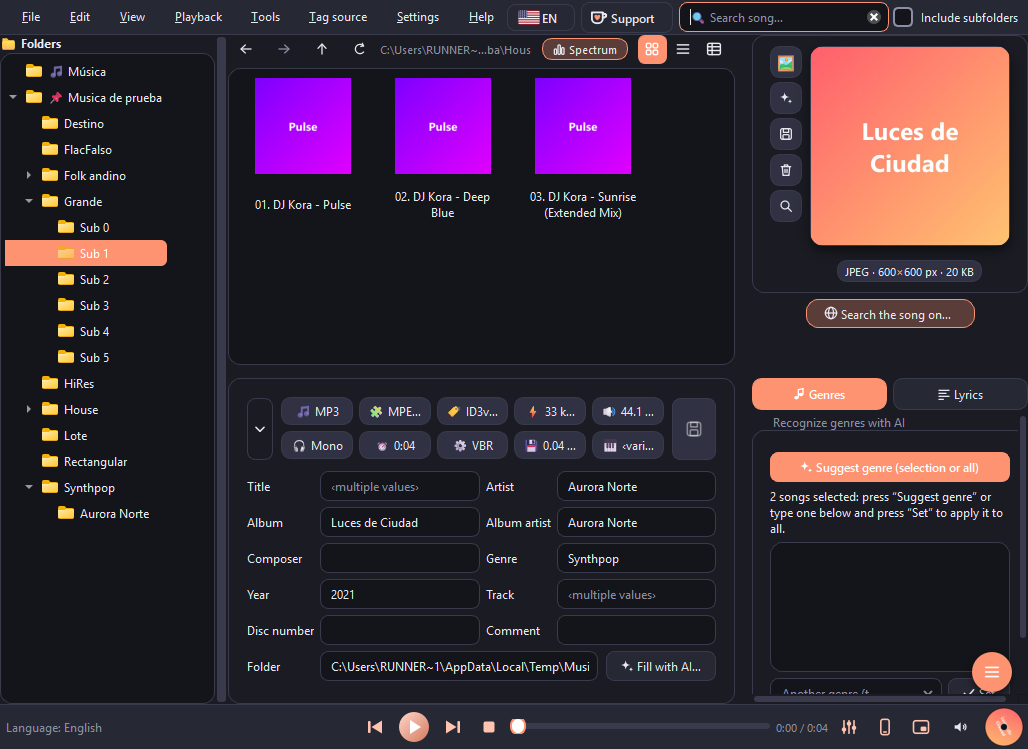 File Edit View Playback Tools Tag source Settings Help EN Support Search song... Include subfolders
Folders
Música
Musica de prueba
Destino
FlacFalso
Folk andino
Grande
Sub 0
Sub 1
Sub 2
Sub 3
Sub 4
Sub 5
HiRes
House
Lote
Rectangular
Synthpop
Aurora Norte
C:\Users\RUNNER~...ba\Hous Spectrum
Pulse
Pulse
Pulse
01. DJ Kora - Pulse
02. DJ Kora - Deep
Blue
03. DJ Kora - Sunrise
(Extended Mix)
Luces de
Ciudad
JPEG · 600×600 px · 20 KB
Search the song on...
MP3 MPE... ID3v... 33 k... 44.1 ...
Mono 0:04 VBR 0.04 ... ‹vari...
Title ‹multiple values› Artist Aurora Norte
Album Luces de Ciudad Album artist Aurora Norte
Composer Genre Synthpop
Year 2021 Track ‹multiple values›
Disc number Comment
Folder C:\Users\RUNNER~1\AppData\Local\Temp\Musi Fill with AI...
Genres Lyrics
Recognize genres with AI
Suggest genre (selection or all)
2 songs selected: press “Suggest genre” or
type one below and press “Set” to apply it to
all.
Another genre (t...
Language: English
0:00 / 0:04